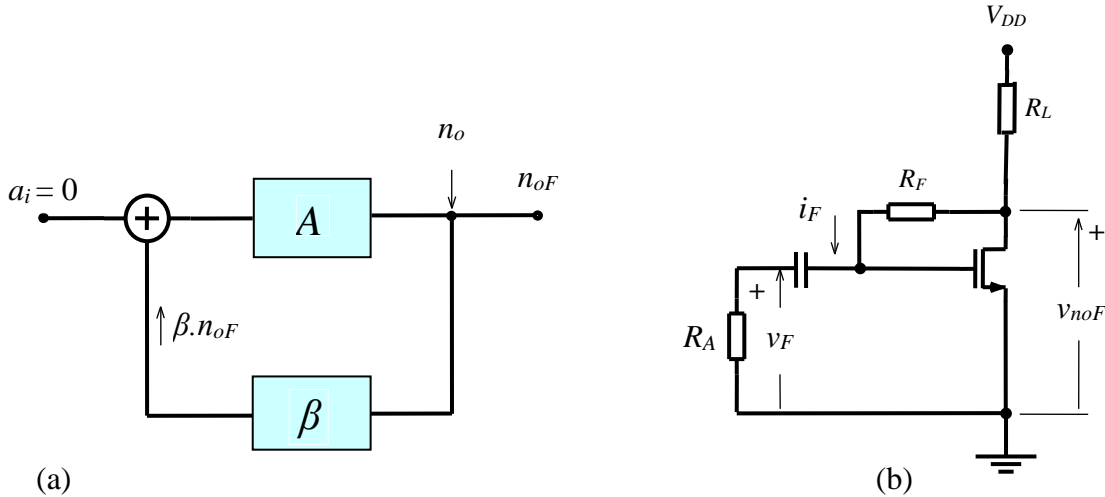 V_DD
R_L
n_o
n_oF
a_i = 0
+
A
R_F
i_F
+
+
R_A
v_F
v_noF
β.n_oF
β
(a)
(b)